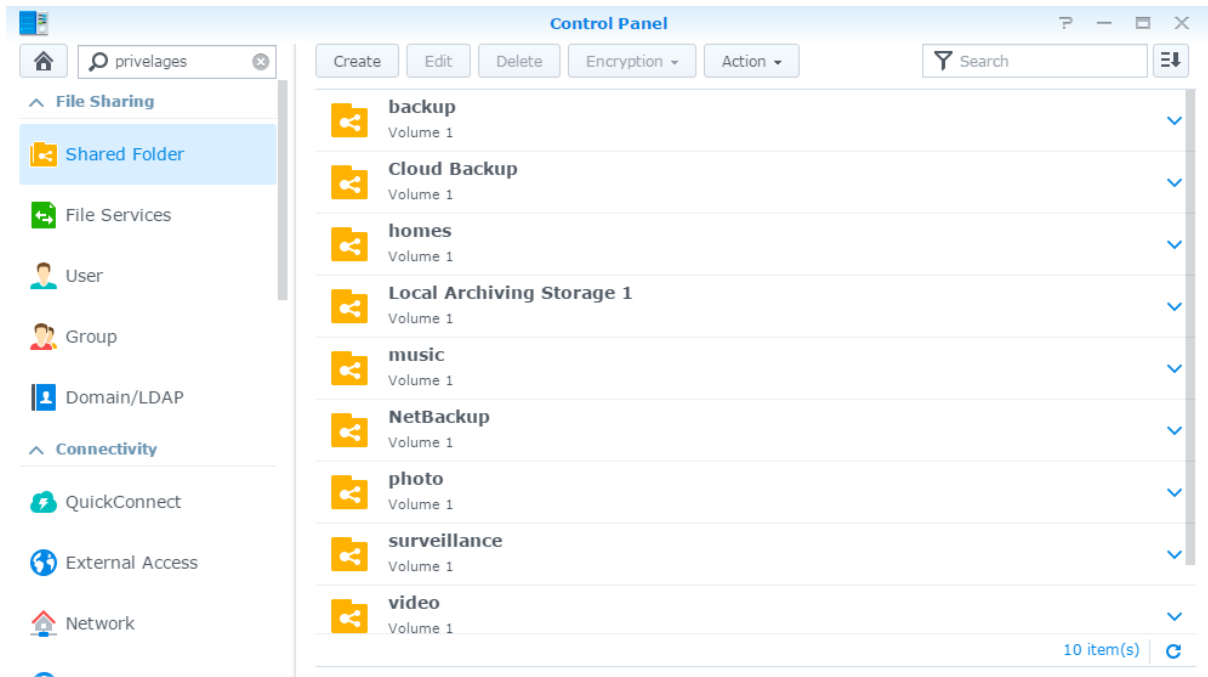 Control Panel
privelages
File Sharing
Shared Folder
File Services
User
Group
Domain/LDAP
Connectivity
QuickConnect
External Access
Network
Create Edit Delete Encryption Action Search
backup
Volume 1
Cloud Backup
Volume 1
homes
Volume 1
Local Archiving Storage 1
Volume 1
music
Volume 1
NetBackup
Volume 1
photo
Volume 1
surveillance
Volume 1
video
Volume 1
10 item(s)